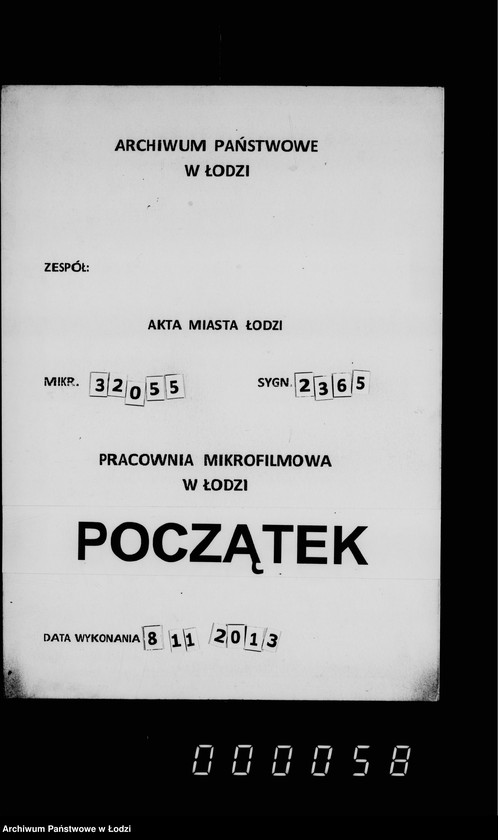 ARCHIWUM PAŃSTWOWE
W ŁODZI
ZESPÓŁ:
AKTA MIASTA ŁODZI
MIKR. 32055 SYGN. 2365
PRACOWNIA MIKROFILMOWA
W ŁODZI
POCZĄTEK
DATA WYKONANIA 8 11 2013
000058
Archiwum Państwowe w Łodzi